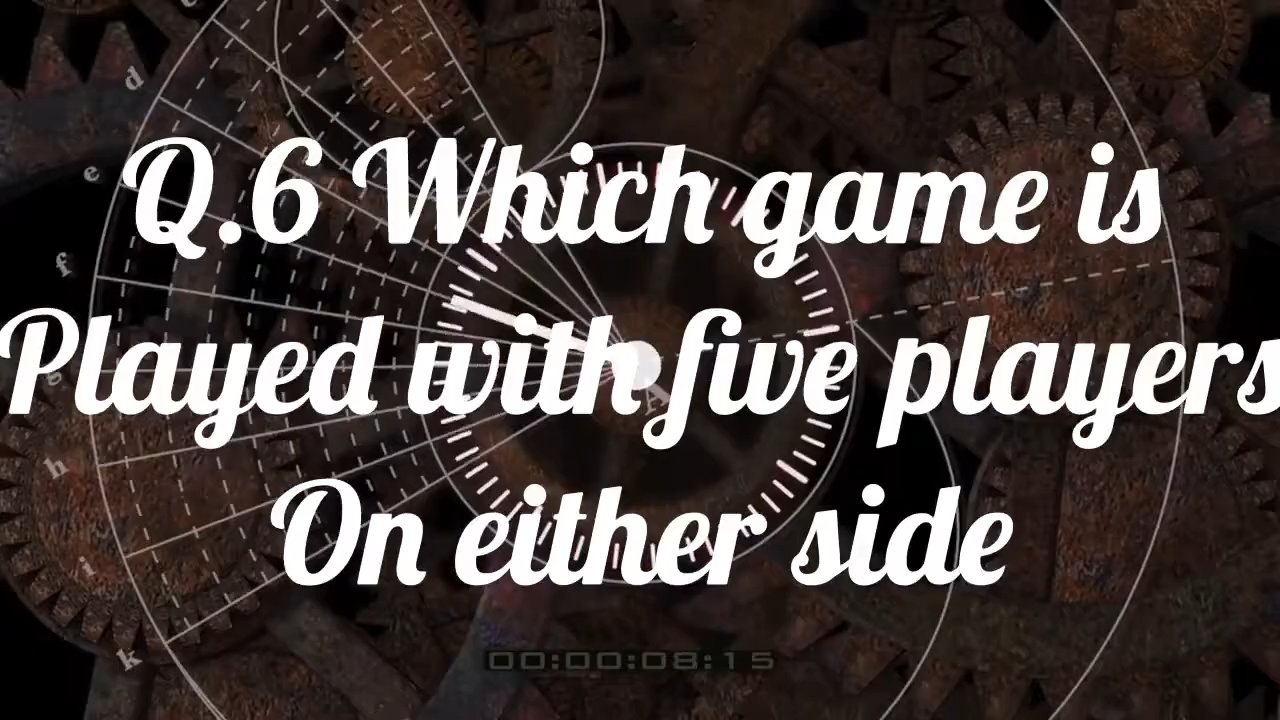 Q.6 Which game is
Played with five players
On either side
d
e
f
g
h
i
k
00:00:08:15